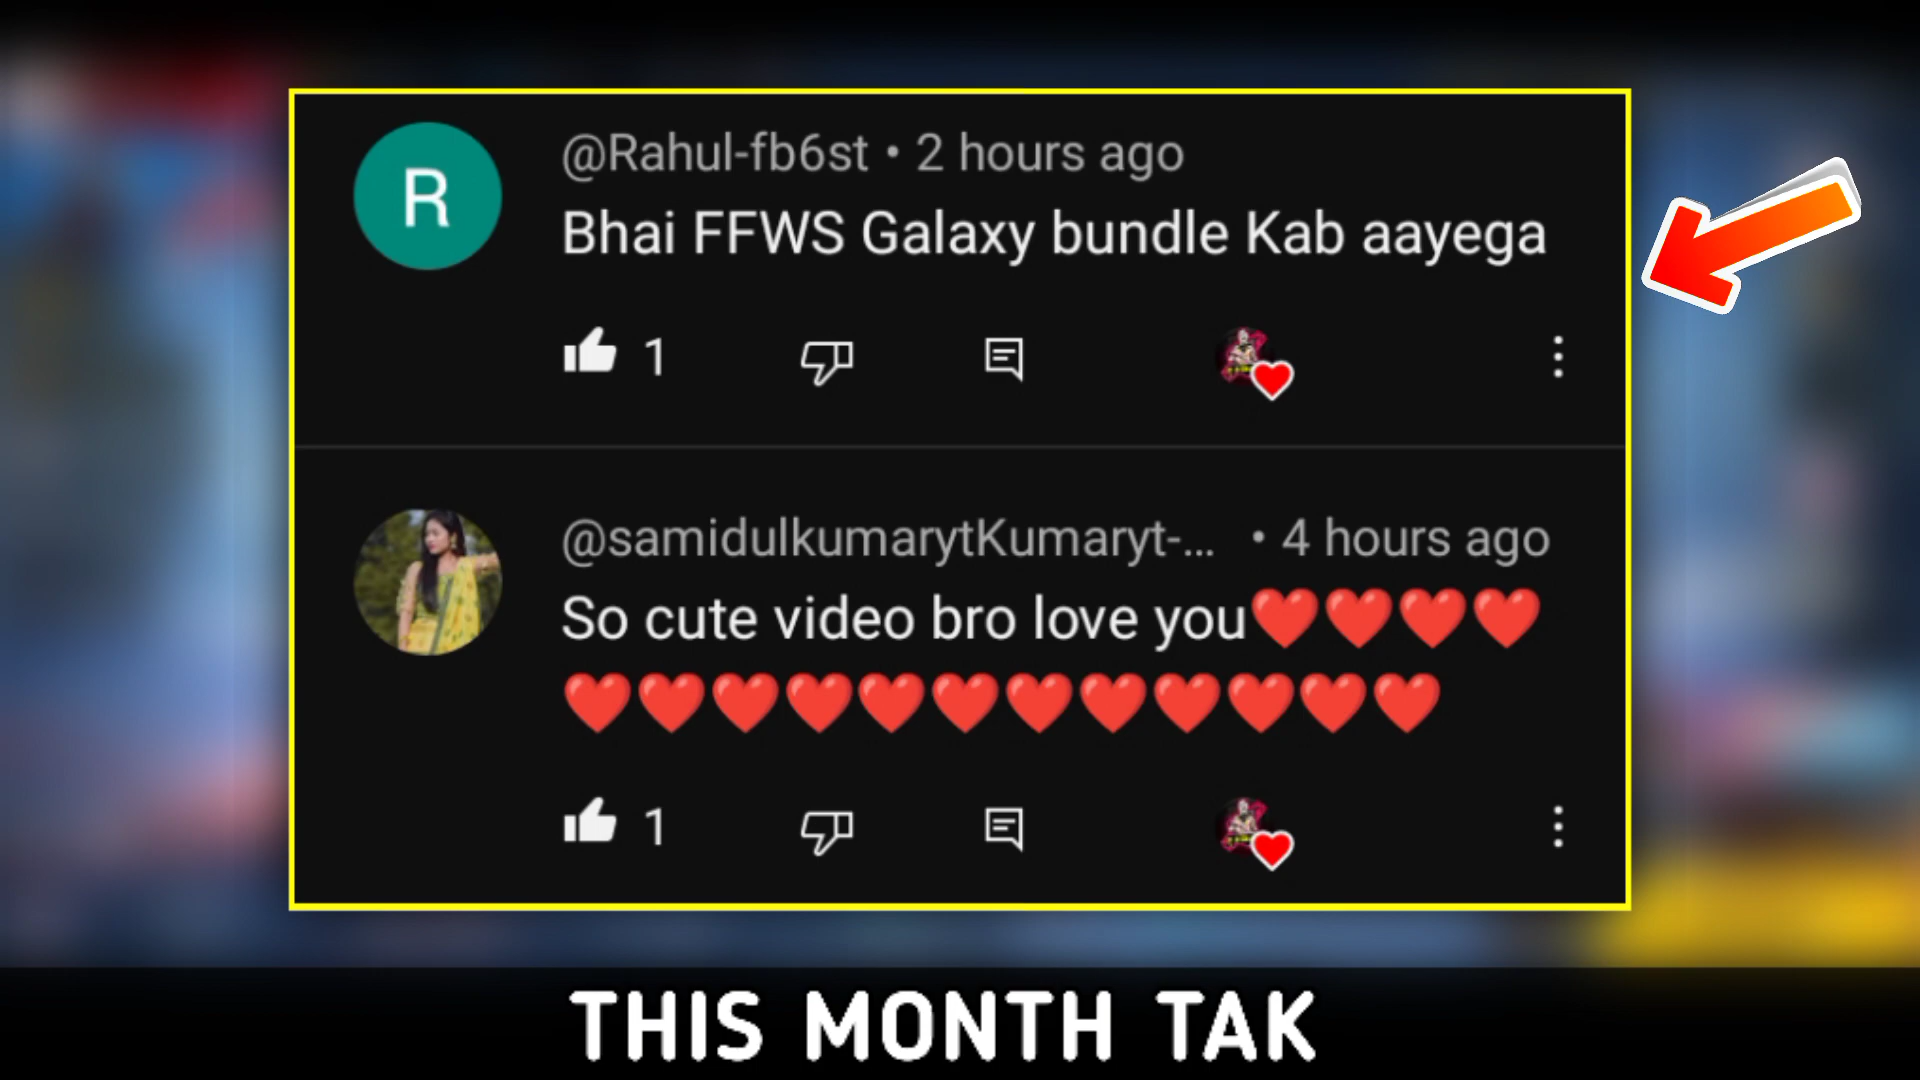 R
@Rahul-fb6st • 2 hours ago
Bhai FFWS Galaxy bundle Kab aayega
1
@samidulkumarytKumaryt-... • 4 hours ago
So cute video bro love you❤️❤️❤️❤️
❤️❤️❤️❤️❤️❤️❤️❤️❤️❤️❤️❤️
1
THIS MONTH TAK